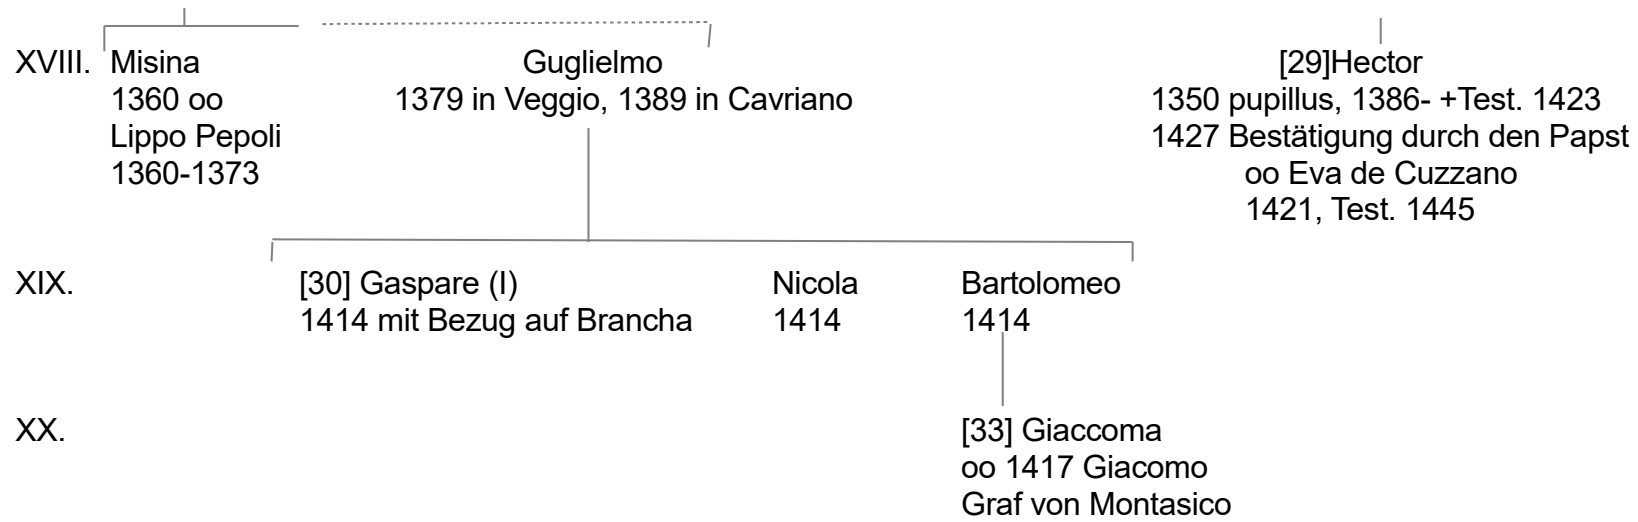 XVIII. Misina Guglielmo [29]Hector
1360 oo 1379 in Veggio, 1389 in Cavriano 1350 pupillus, 1386- +Test. 1423
Lippo Pepoli 1427 Bestätigung durch den Papst
1360-1373 oo Eva de Cuzzano
1421, Test. 1445
XIX. [30] Gaspare (I) Nicola Bartolomeo
1414 mit Bezug auf Brancha 1414 1414
XX. [33] Giaccoma
oo 1417 Giacomo
Graf von Montasico